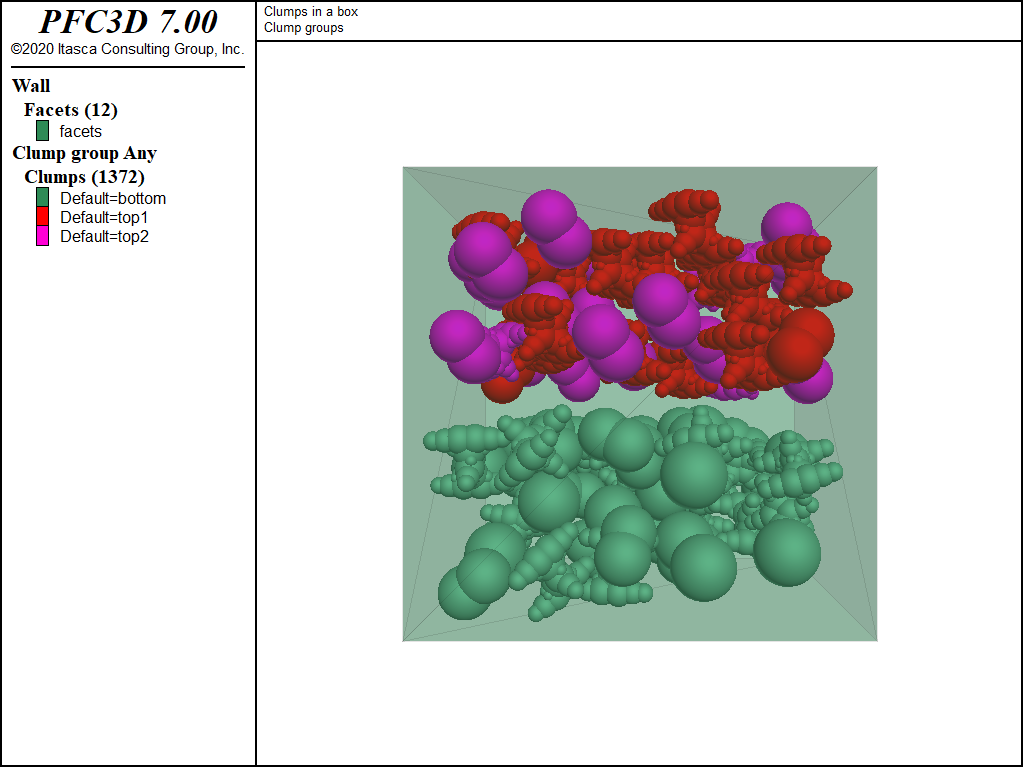 PFC3D 7.00
©2020 Itasca Consulting Group, Inc.
Wall
Facets (12)
facets
Clump group Any
Clumps (1372)
Default=bottom
Default=top1
Default=top2
Clumps in a box
Clump groups